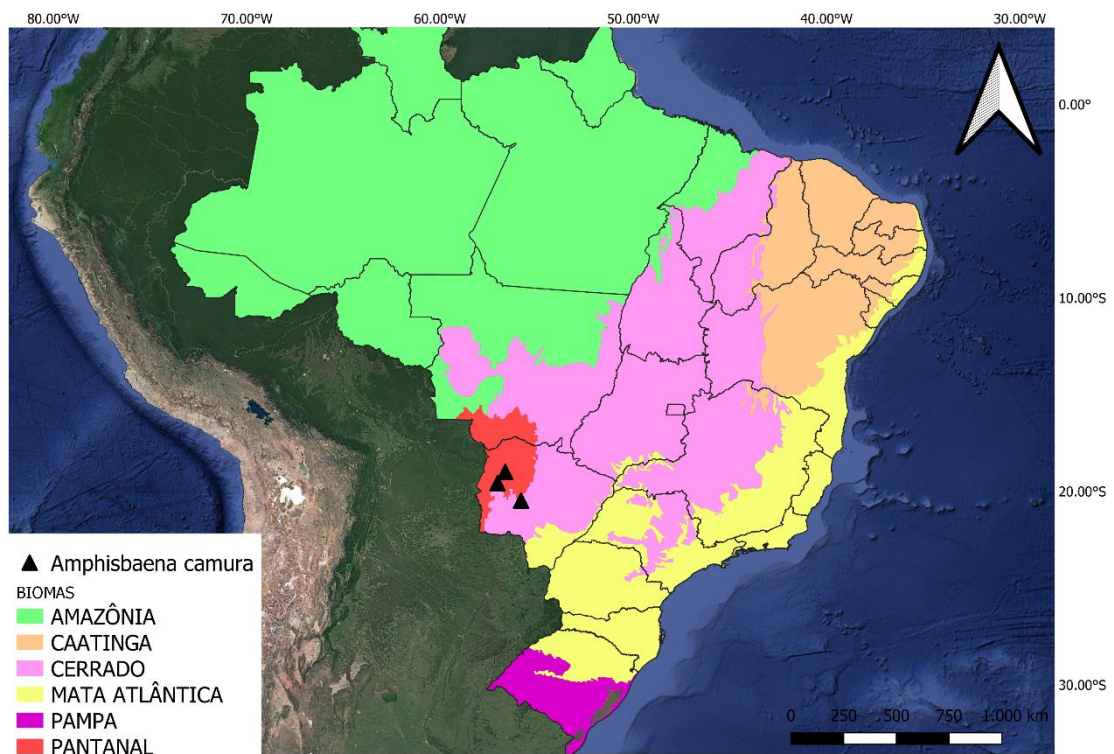 80.00°W 70.00°W 60.00°W 50.00°W 40.00°W 30.00°W
0.00°
10.00°S
20.00°S
30.00°S
Amphisbaena camura
BIOMAS
AMAZÔNIA
CAATINGA
CERRADO
MATA ATLÂNTICA
PAMPA
PANTANAL
0 250 500 750 1.000 km